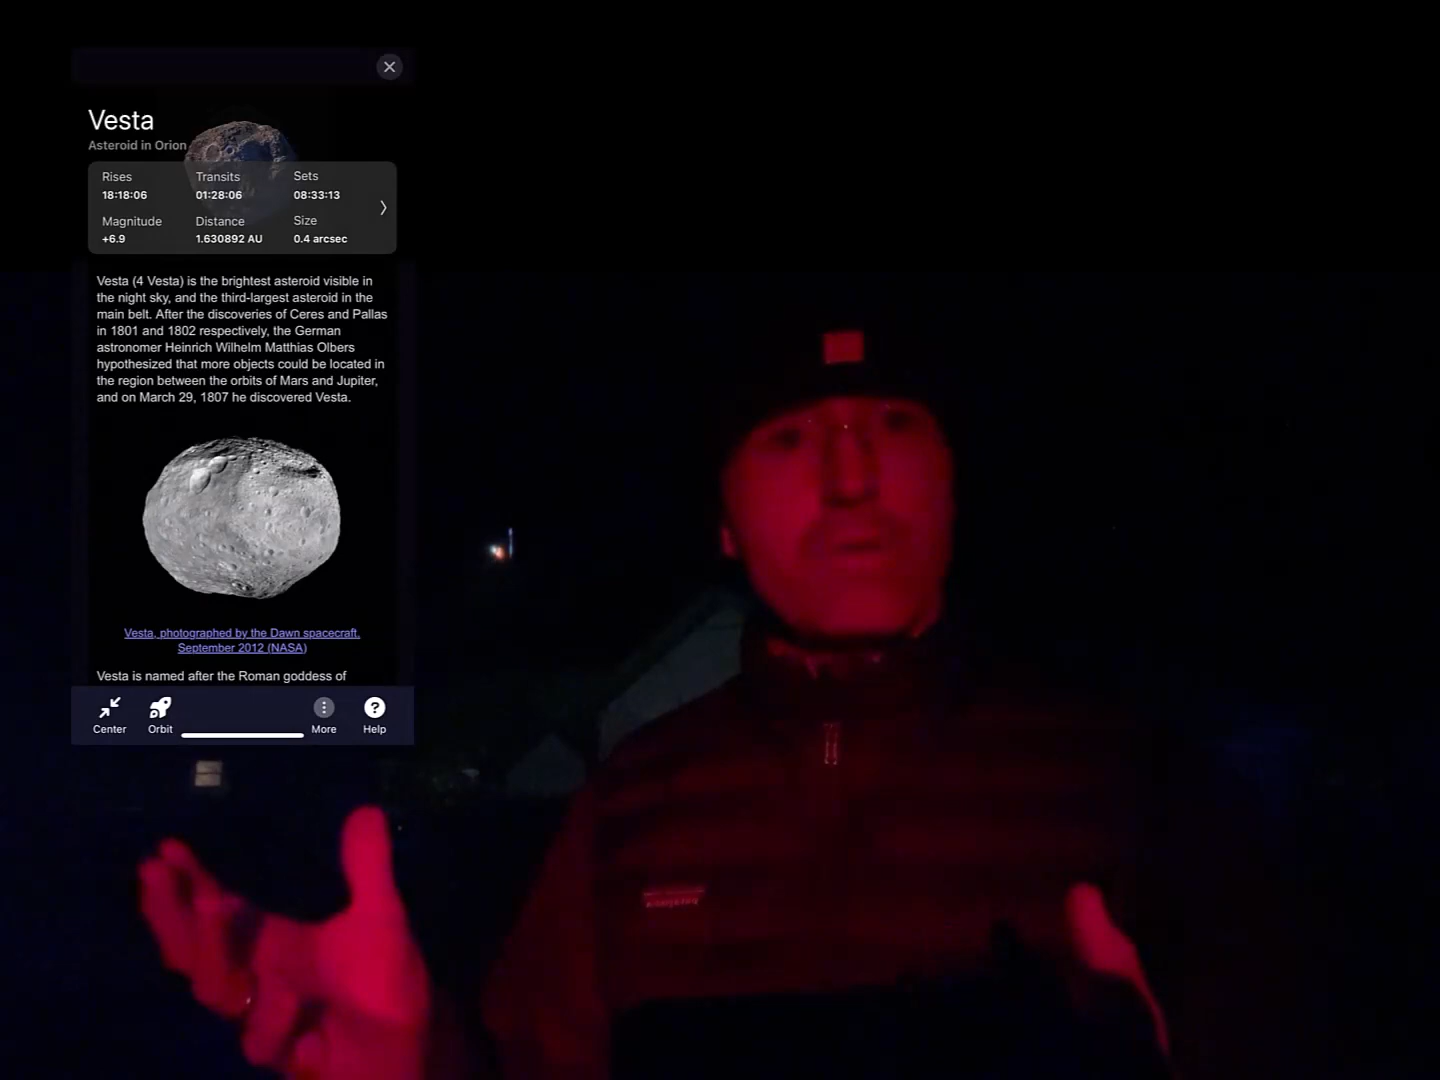 Vesta
Asteroid in Orion
Rises Transits Sets
18:18:06 01:28:06 08:33:13
Magnitude Distance Size
+6.9 1.630892 AU 0.4 arcsec
Vesta (4 Vesta) is the brightest asteroid visible in
the night sky, and the third-largest asteroid in the
main belt. After the discoveries of Ceres and Pallas
in 1801 and 1802 respectively, the German
astronomer Heinrich Wilhelm Matthias Olbers
hypothesized that more objects could be located in
the region between the orbits of Mars and Jupiter,
and on March 29, 1807 he discovered Vesta.
Vesta, photographed by the Dawn spacecraft,
September 2012 (NASA)
Vesta is named after the Roman goddess of
Center Orbit More Help